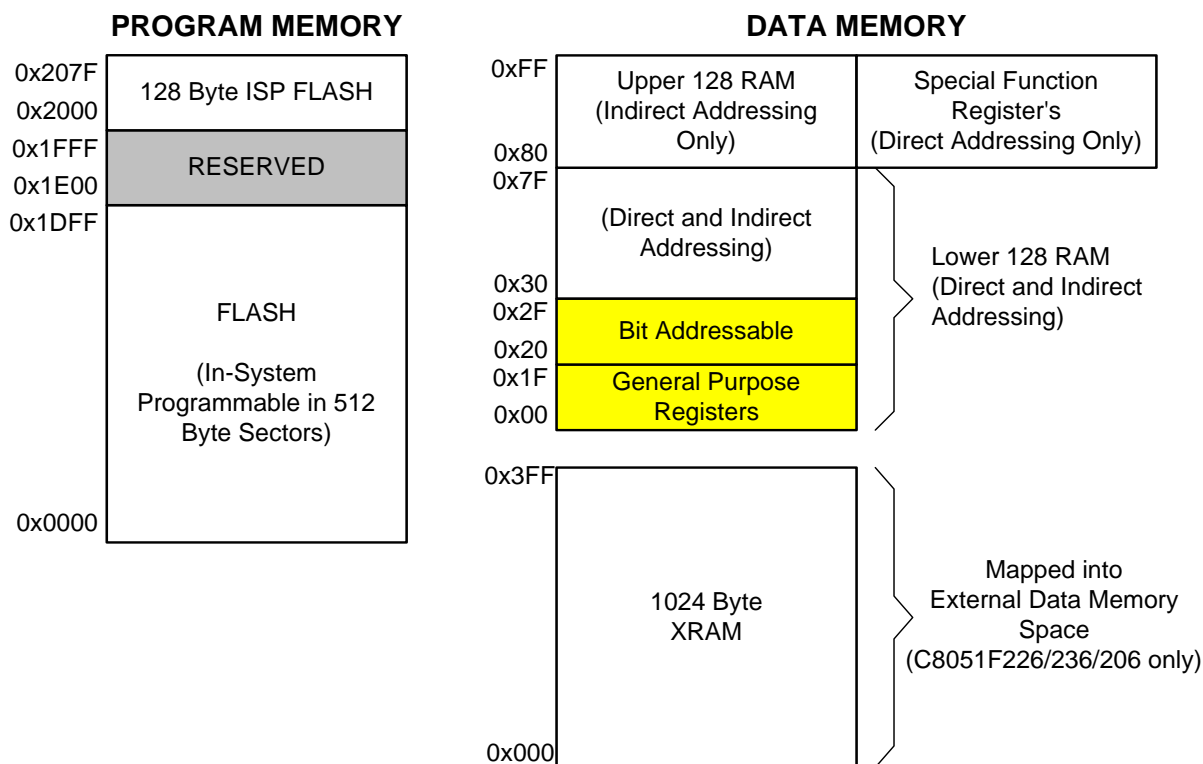 PROGRAM MEMORY
0x207F
128 Byte ISP FLASH
0x2000
0x1FFF
RESERVED
0x1E00
0x1DFF
FLASH
(In-System
Programmable in 512
Byte Sectors)
0x0000
DATA MEMORY
0xFF
Upper 128 RAM
(Indirect Addressing
Only)
0x80
Special Function
Register's
(Direct Addressing Only)
0x7F
(Direct and Indirect
Addressing)
0x30
0x2F
Bit Addressable
0x20
0x1F
General Purpose
Registers
0x00
Lower 128 RAM
(Direct and Indirect
Addressing)
0x3FF
1024 Byte
XRAM
0x000
Mapped into
External Data Memory
Space
(C8051F226/236/206 only)